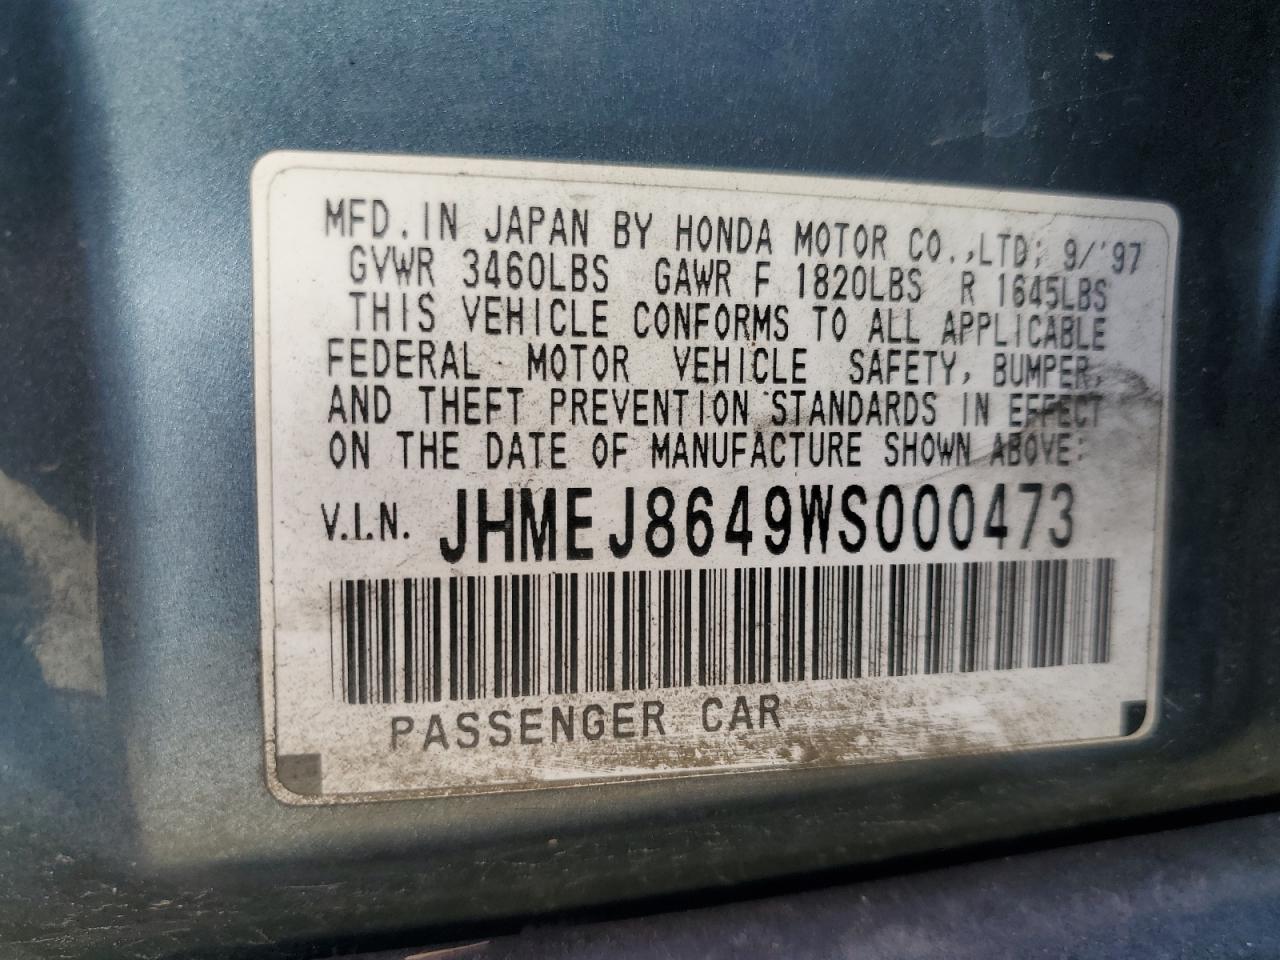 MFD. IN JAPAN BY HONDA MOTOR CO.,LTD; 9/'97
GVWR 3460LBS GAWR F 1820LBS R 1645LBS
THIS VEHICLE CONFORMS TO ALL APPLICABLE
FEDERAL MOTOR VEHICLE SAFETY, BUMPER,
AND THEFT PREVENTION STANDARDS IN EFFECT
ON THE DATE OF MANUFACTURE SHOWN ABOVE:
V.I.N. JHMEJ8649WS000473
PASSENGER CAR